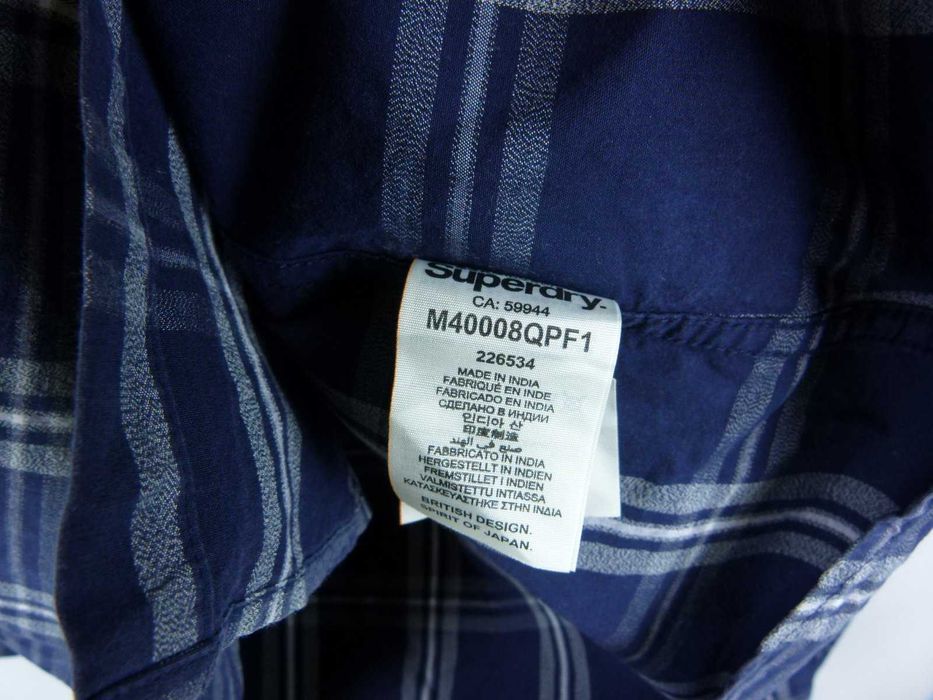 Superdry.
CA: 59944
M40008QPF1
226534
MADE IN INDIA
FABRIQUÉ EN INDE
FABRICADO EN INDIA
СДЕЛАНО В ИНДИИ
인디아 산
印度制造
صنع في الهند
FABBRICATO IN INDIA
HERGESTELLT IN INDIEN
FREMSTILLET I INDIEN
VALMISTETTU INTIASSA
ΚΑΤΑΣΚΕΥΑΣΤΗΚΕ ΣΤΗΝ ΙΝΔΙΑ
BRITISH DESIGN.
SPIRIT OF JAPAN.